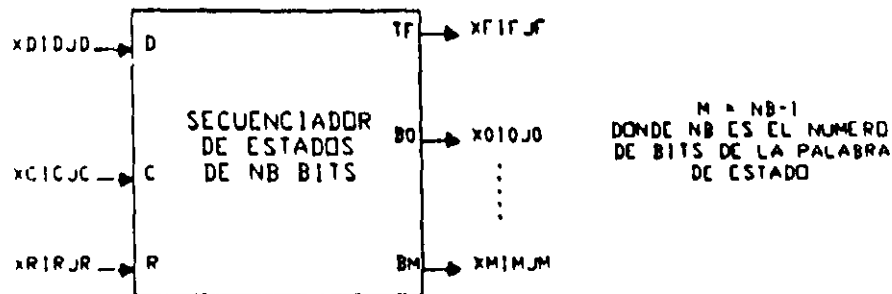 XDIDJD D
TF XFIFJF
SECUENCIADOR
DE ESTADOS
DE NB BITS
B0 X0I0J0
XCICJC C
XRIRJR R
BM XMIMJM
M = NB-1
DONDE NB ES EL NUMERO
DE BITS DE LA PALABRA
DE ESTADO